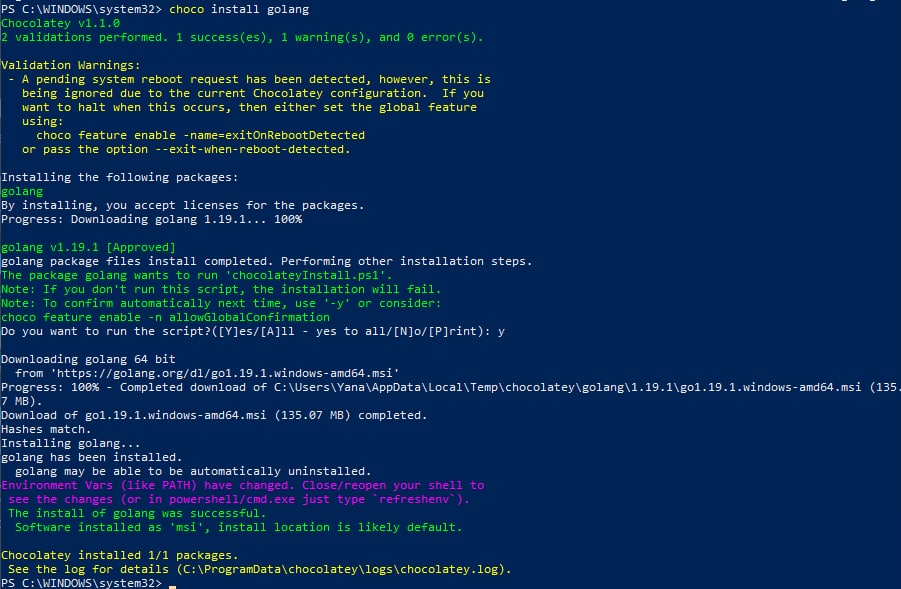 PS C:\WINDOWS\system32> choco install golang
Chocolatey v1.1.0
2 validations performed. 1 success(es), 1 warning(s), and 0 error(s).

Validation Warnings:
 - A pending system reboot request has been detected, however, this is
   being ignored due to the current Chocolatey configuration.  If you
   want to halt when this occurs, then either set the global feature
   using:
     choco feature enable -name=exitOnRebootDetected
   or pass the option --exit-when-reboot-detected.

Installing the following packages:
golang
By installing, you accept licenses for the packages.
Progress: Downloading golang 1.19.1... 100%

golang v1.19.1 [Approved]
golang package files install completed. Performing other installation steps.
The package golang wants to run 'chocolateyInstall.ps1'.
Note: If you don't run this script, the installation will fail.
Note: To confirm automatically next time, use '-y' or consider:
choco feature enable -n allowGlobalConfirmation
Do you want to run the script?([Y]es/[A]ll - yes to all/[N]o/[P]rint): y

Downloading golang 64 bit
  from 'https://golang.org/dl/go1.19.1.windows-amd64.msi'
Progress: 100% - Completed download of C:\Users\Yana\AppData\Local\Temp\chocolatey\golang\1.19.1\go1.19.1.windows-amd64.msi (135.
7 MB).
Download of go1.19.1.windows-amd64.msi (135.07 MB) completed.
Hashes match.
Installing golang...
golang has been installed.
  golang may be able to be automatically uninstalled.
Environment Vars (like PATH) have changed. Close/reopen your shell to
 see the changes (or in powershell/cmd.exe just type `refreshenv`).
 The install of golang was successful.
  Software installed as 'msi', install location is likely default.

Chocolatey installed 1/1 packages.
 See the log for details (C:\ProgramData\chocolatey\logs\chocolatey.log).
PS C:\WINDOWS\system32>